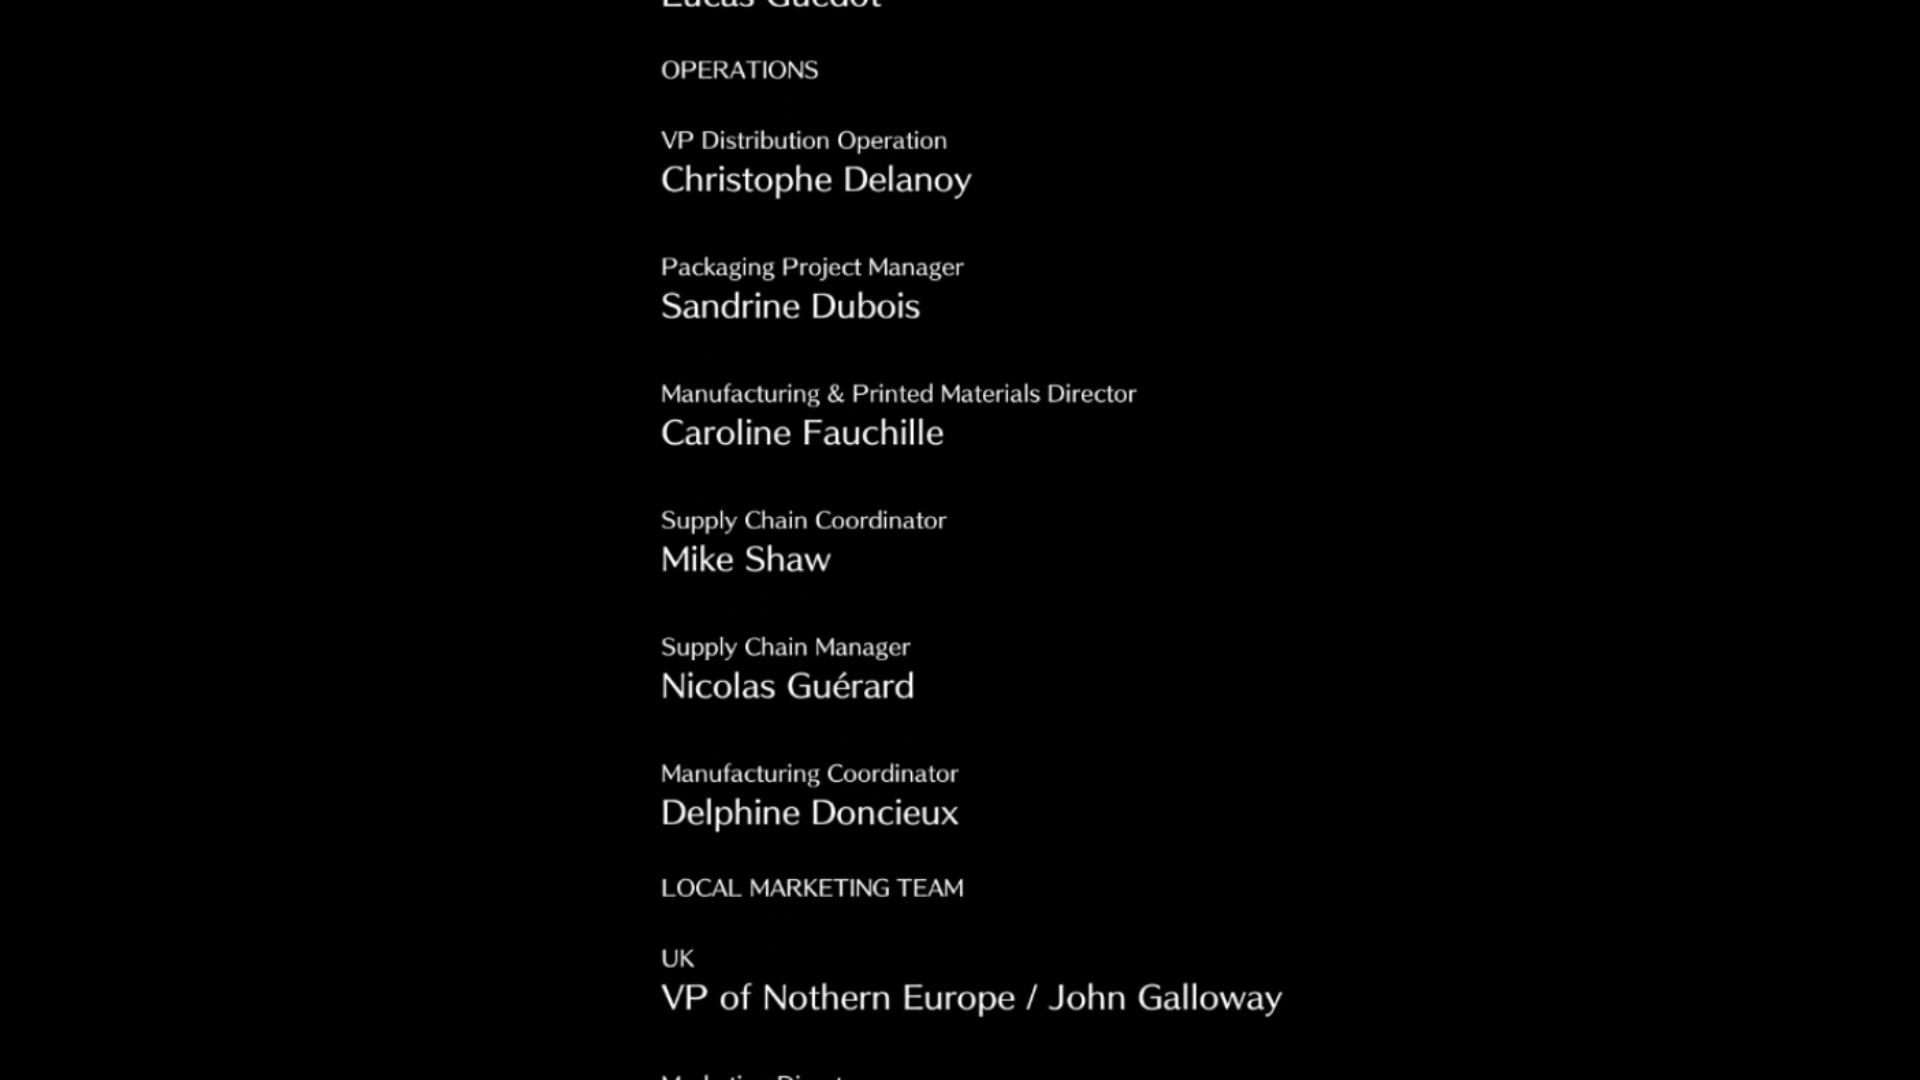 Lucas Guedot
OPERATIONS
VP Distribution Operation
Christophe Delanoy
Packaging Project Manager
Sandrine Dubois
Manufacturing & Printed Materials Director
Caroline Fauchille
Supply Chain Coordinator
Mike Shaw
Supply Chain Manager
Nicolas Guérard
Manufacturing Coordinator
Delphine Doncieux
LOCAL MARKETING TEAM
UK
VP of Nothern Europe / John Galloway